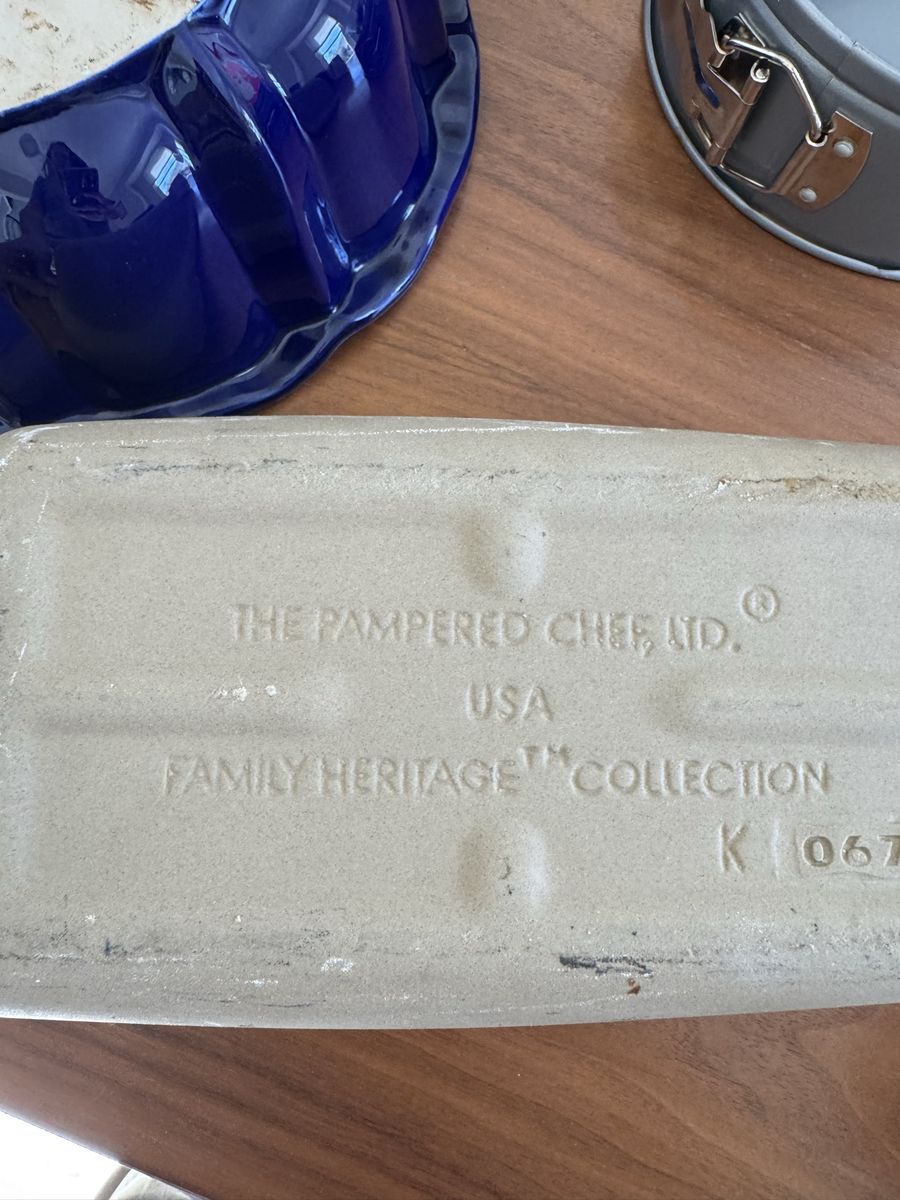 THE PAMPERED CHEF, LTD.®
USA
FAMILY HERITAGE™ COLLECTION
K 067